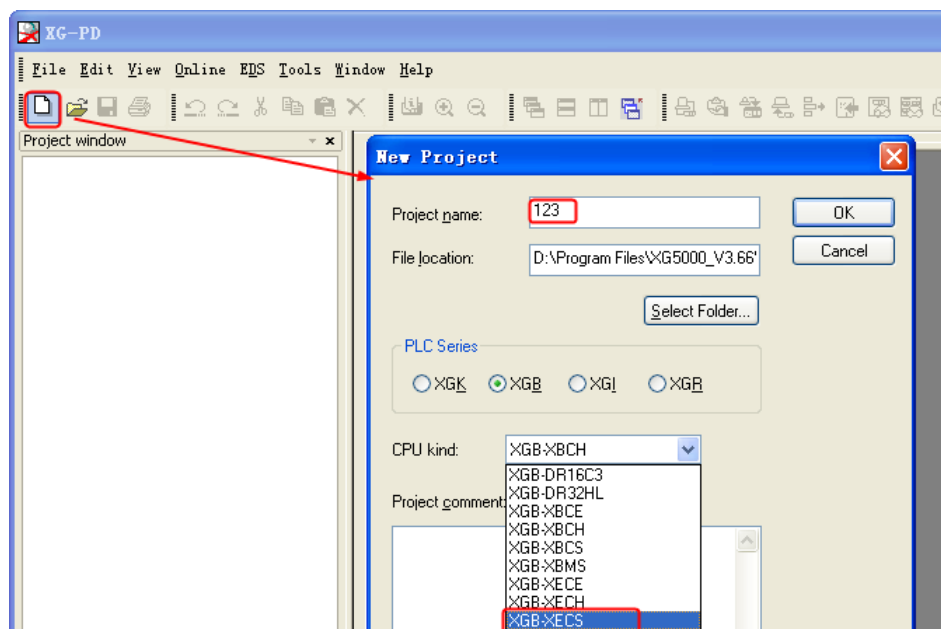 XG-PD
File Edit View Online EDS Tools Window Help
Project window
New Project
Project name:
123
OK
File location:
D:\Program Files\XG5000_V3.66'
Cancel
Select Folder...
PLC Series
XGK XGB XGI XGR
CPU kind:
XGB-XBCH
XGB-DR16C3
XGB-DR32HL
Project comment:
XGB-XBCE
XGB-XBCH
XGB-XBCS
XGB-XBMS
XGB-XECE
XGB-XECH
XGB-XECS